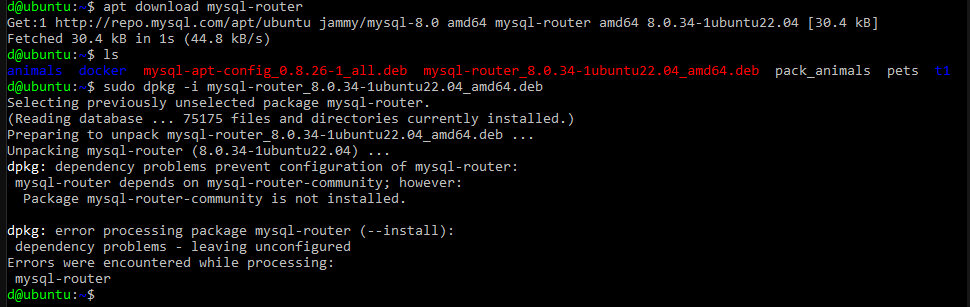 d@ubuntu:~$ apt download mysql-router
Get:1 http://repo.mysql.com/apt/ubuntu jammy/mysql-8.0 amd64 mysql-router amd64 8.0.34-1ubuntu22.04 [30.4 kB]
Fetched 30.4 kB in 1s (44.8 kB/s)
d@ubuntu:~$ ls
animals  docker  mysql-apt-config_0.8.26-1_all.deb  mysql-router_8.0.34-1ubuntu22.04_amd64.deb  pack_animals  pets  t1
d@ubuntu:~$ sudo dpkg -i mysql-router_8.0.34-1ubuntu22.04_amd64.deb
Selecting previously unselected package mysql-router.
(Reading database ... 75175 files and directories currently installed.)
Preparing to unpack mysql-router_8.0.34-1ubuntu22.04_amd64.deb ...
Unpacking mysql-router (8.0.34-1ubuntu22.04) ...
dpkg: dependency problems prevent configuration of mysql-router:
 mysql-router depends on mysql-router-community; however:
  Package mysql-router-community is not installed.

dpkg: error processing package mysql-router (--install):
 dependency problems - leaving unconfigured
Errors were encountered while processing:
 mysql-router
d@ubuntu:~$